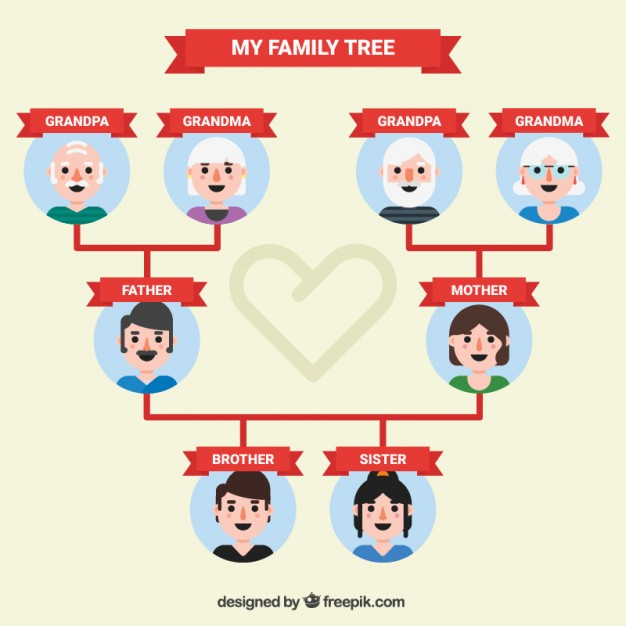 MY FAMILY TREE
GRANDPA
GRANDMA
GRANDPA
GRANDMA
FATHER
MOTHER
BROTHER
SISTER
designed by freepik.com